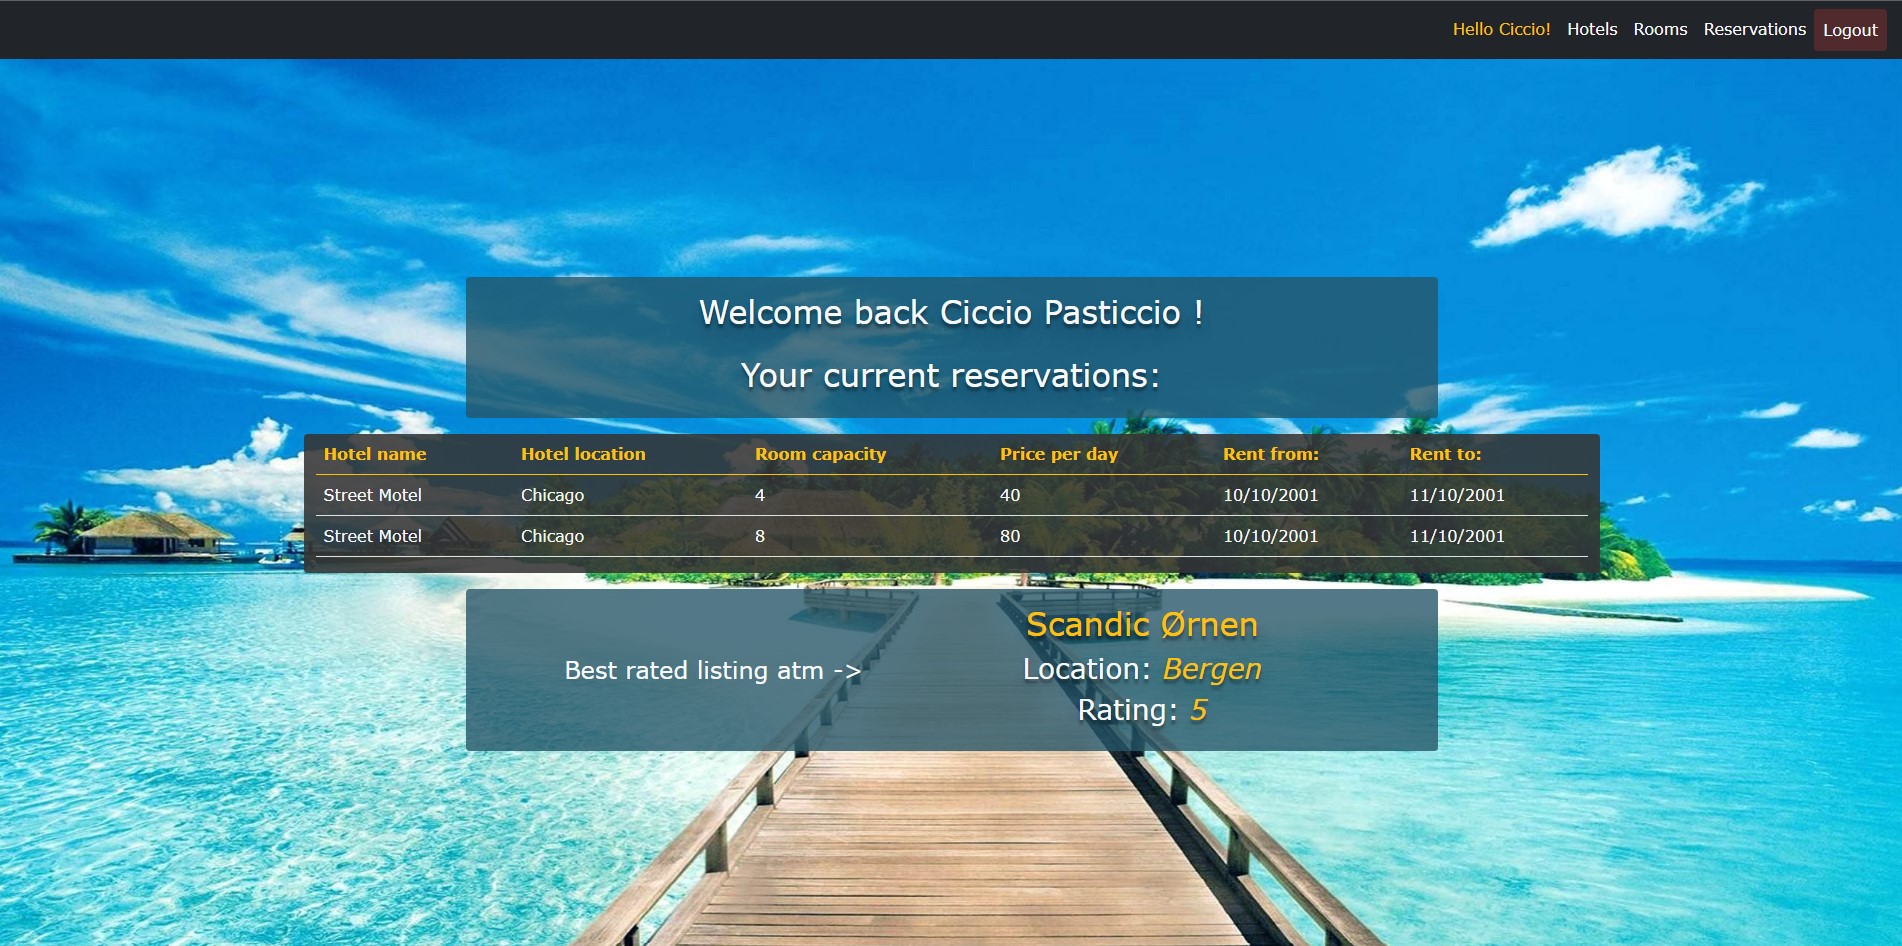 Hello Ciccio! Hotels Rooms Reservations Logout
Welcome back Ciccio Pasticcio !
Your current reservations:
Hotel name Hotel location Room capacity Price per day Rent from: Rent to:
Street Motel Chicago 4 40 10/10/2001 11/10/2001
Street Motel Chicago 8 80 10/10/2001 11/10/2001
Best rated listing atm ->
Scandic Ørnen
Location: Bergen
Rating: 5